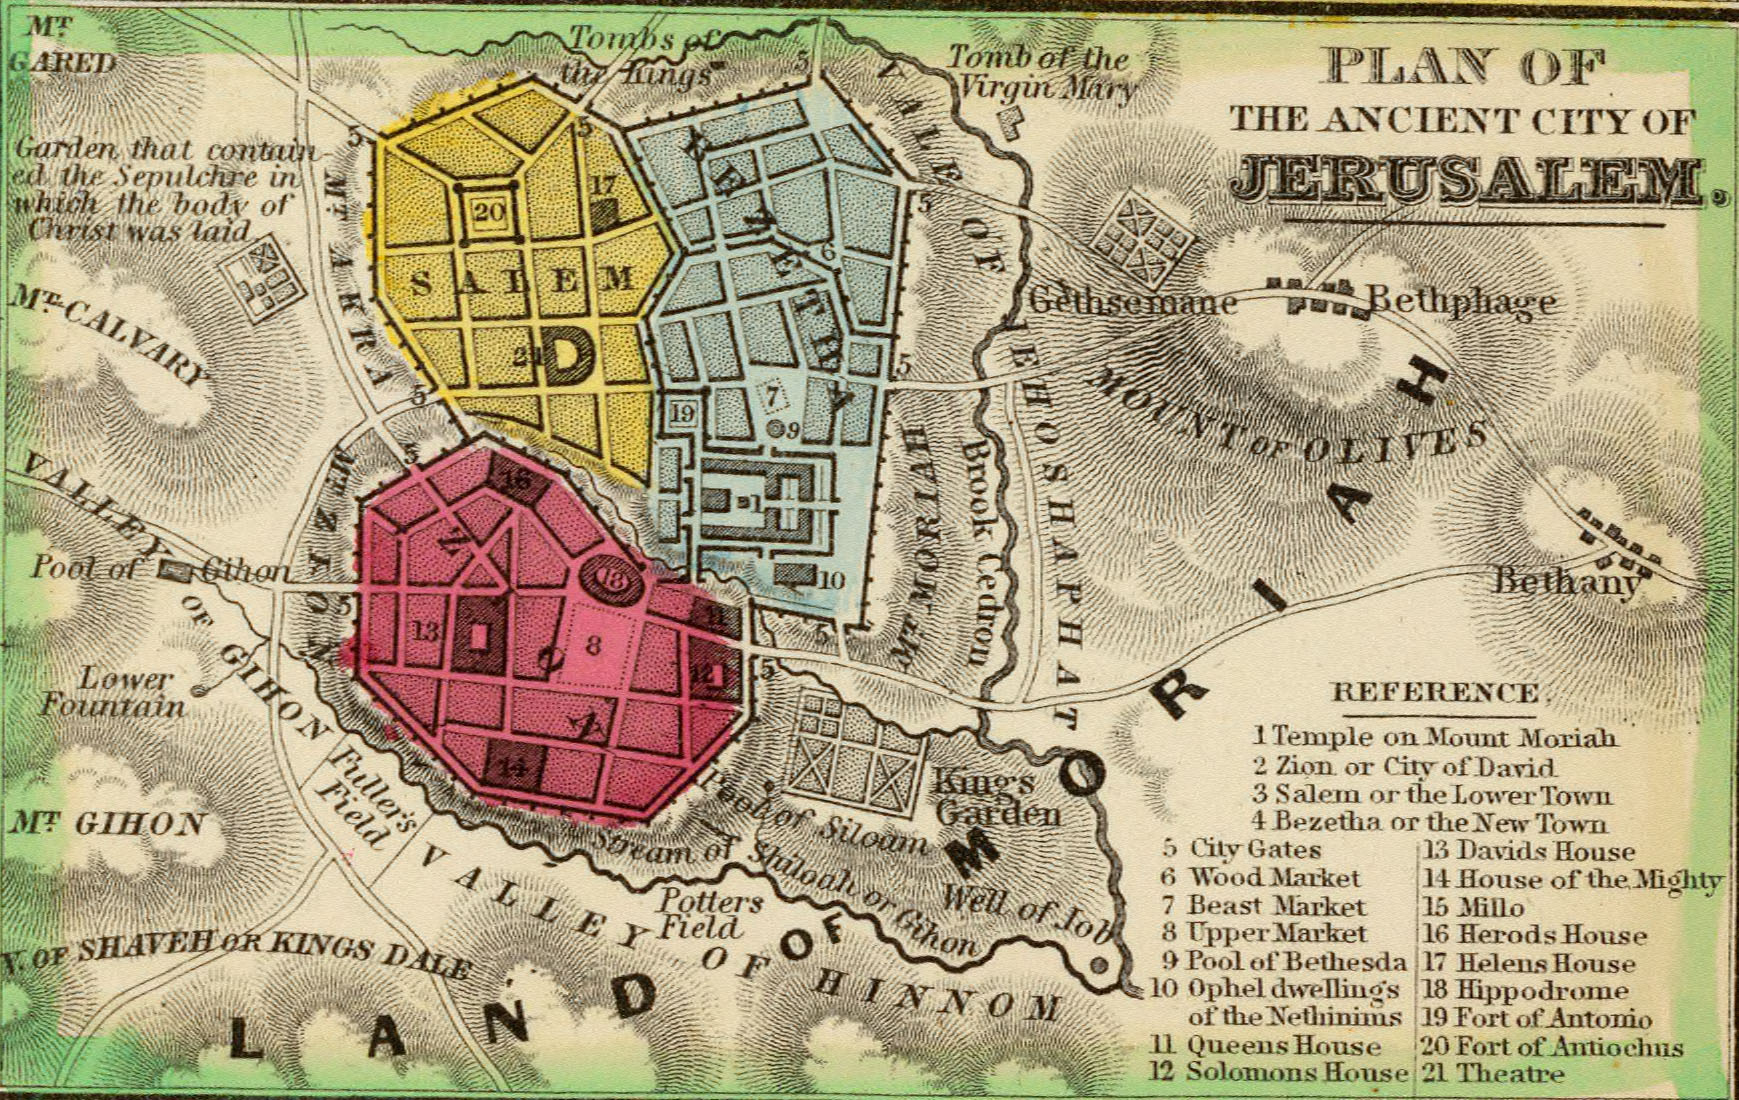 PLAN OF
THE ANCIENT CITY OF
JERUSALEM.
MT.
GARED
Tombs of
the Kings
Tomb of the
Virgin Mary
Garden that contain
ed the Sepulchre in
which the body of
Christ was laid
MT. CALVARY
MT. AKRA
VALLEY OF JEHOSHAPHAT
Gethsemane
Bethphage
MOUNT OF OLIVES
Bethany
SALEM
BEZETHA
ZION
5
5
5
5
5
5
5
5
5
5
5
17
20
21
6
7
19
9
1
10
16
18
11
13
8
12
14
D
MT. MORIAH
Brook Cedron
VALLEY OF GIHON
Pool of Gihon
Lower
Fountain
Fuller's
Field
MT. GIHON
King's
Garden
Pool of Siloam
Stream of Shiloah or Gihon
Potters
Field
Well of Job
VALLEY OF HINNOM
V. OF SHAVEH OR KINGS DALE
LAND OF MORIAH
REFERENCE.
1 Temple on Mount Moriah
2 Zion or City of David
3 Salem or the Lower Town
4 Bezetha or the New Town
5 City Gates
6 Wood Market
7 Beast Market
8 Upper Market
9 Pool of Bethesda
10 Ophel dwellings
of the Nethinims
11 Queens House
12 Solomons House
13 Davids House
14 House of the Mighty
15 Millo
16 Herods House
17 Helens House
18 Hippodrome
19 Fort of Antonio
20 Fort of Antiochus
21 Theatre